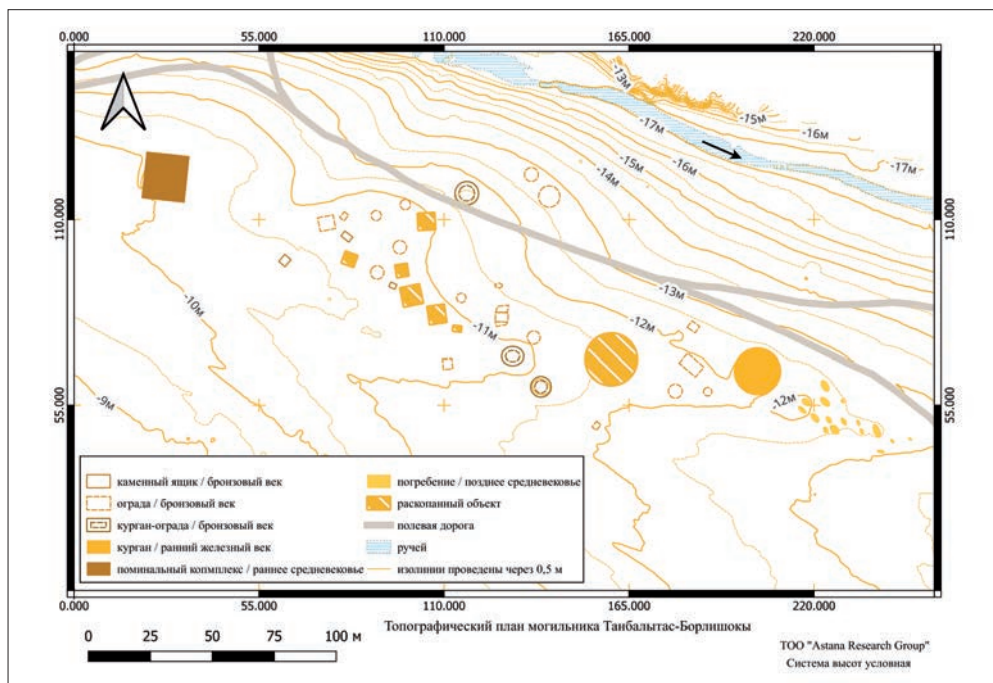 0.000 55.000 110.000 165.000 220.000
-13м
-15м
-16м
-17м
-17м
-16м
-15м
-14м
110.000 110.000
-13м
-10м
-12м
-11м
-9м
-12м
55.000 55.000
каменный ящик / бронзовый век
ограда / бронзовый век
курган-ограда / бронзовый век
курган / ранний железный век
поминальный копмплекс / раннее средневековье
погребение / позднее средневековье
раскопанный объект
полевая дорога
ручей
изолинии проведены через 0,5 м
0.000 55.000 110.000 165.000 220.000
0 25 50 75 100 м
Топографический план могильника Танбалытас-Борлишокы
ТОО "Astana Research Group"
Система высот условная